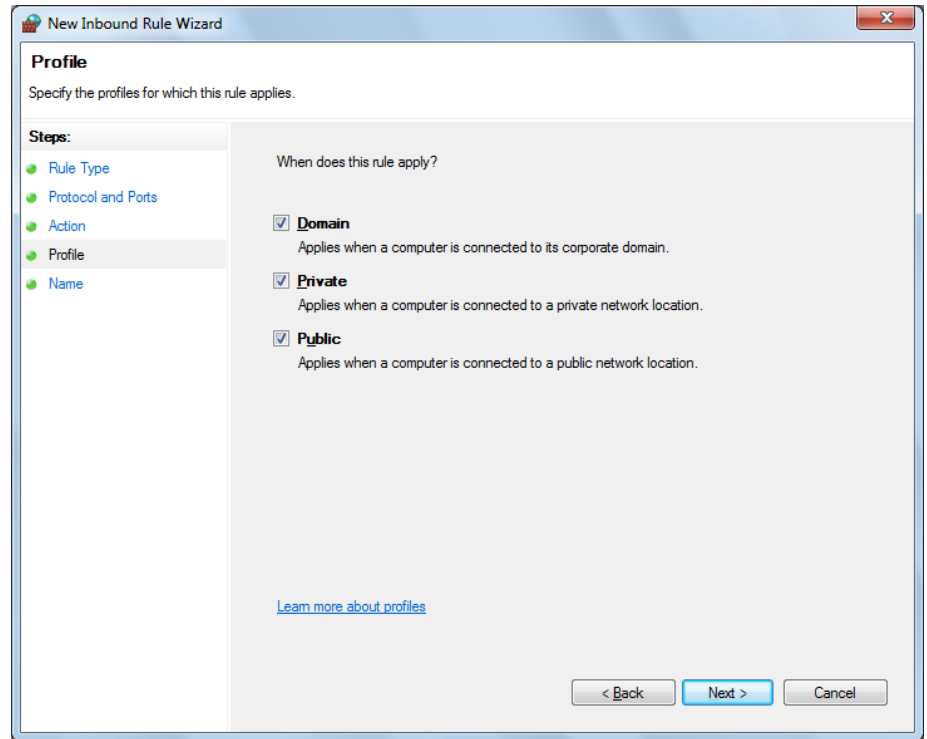 New Inbound Rule Wizard
Profile
Specify the profiles for which this rule applies.
Steps:
Rule Type
Protocol and Ports
Action
Profile
Name
When does this rule apply?
Domain
Applies when a computer is connected to its corporate domain.
Private
Applies when a computer is connected to a private network location.
Public
Applies when a computer is connected to a public network location.
Learn more about profiles
< Back
Next >
Cancel